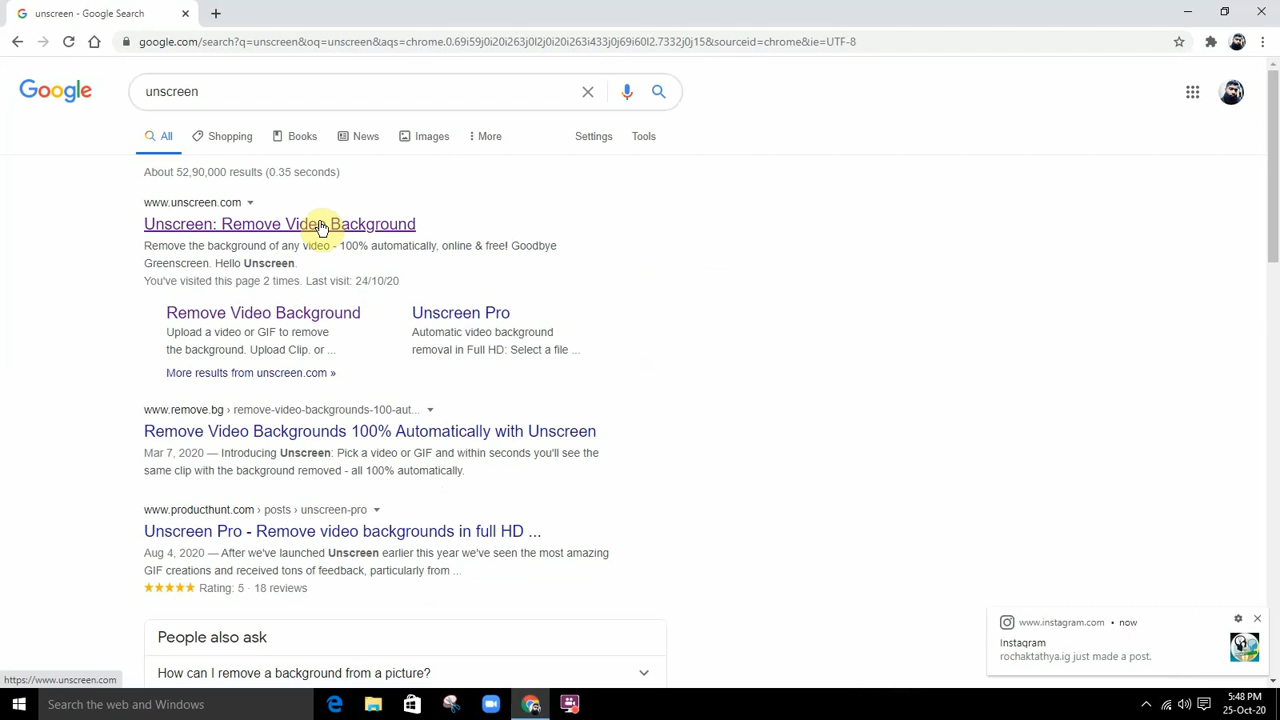 unscreen - Google Search
google.com/search?q=unscreen&oq=unscreen&aqs=chrome.0.69i59j0i20i263j0l2j0i20i263i433j0j69i60l2.7332j0j15&sourceid=chrome&ie=UTF-8
Google
unscreen
All Shopping Books News Images More Settings Tools
About 52,90,000 results (0.35 seconds)
www.unscreen.com
Unscreen: Remove Video Background
Remove the background of any video - 100% automatically, online & free! Goodbye
Greenscreen. Hello Unscreen.
You've visited this page 2 times. Last visit: 24/10/20
Remove Video Background
Upload a video or GIF to remove
the background. Upload Clip. or ...
Unscreen Pro
Automatic video background
removal in Full HD: Select a file ...
More results from unscreen.com »
www.remove.bg › remove-video-backgrounds-100-aut...
Remove Video Backgrounds 100% Automatically with Unscreen
Mar 7, 2020 — Introducing Unscreen: Pick a video or GIF and within seconds you'll see the
same clip with the background removed - all 100% automatically.
www.producthunt.com › posts › unscreen-pro
Unscreen Pro - Remove video backgrounds in full HD ...
Aug 4, 2020 — After we've launched Unscreen earlier this year we've seen the most amazing
GIF creations and received tons of feedback, particularly from ...
Rating: 5 · 18 reviews
People also ask
How can I remove a background from a picture?
www.instagram.com • now
Instagram
rochaktathya.ig just made a post.
https://www.unscreen.com
Search the web and Windows
5:48 PM
25-Oct-20